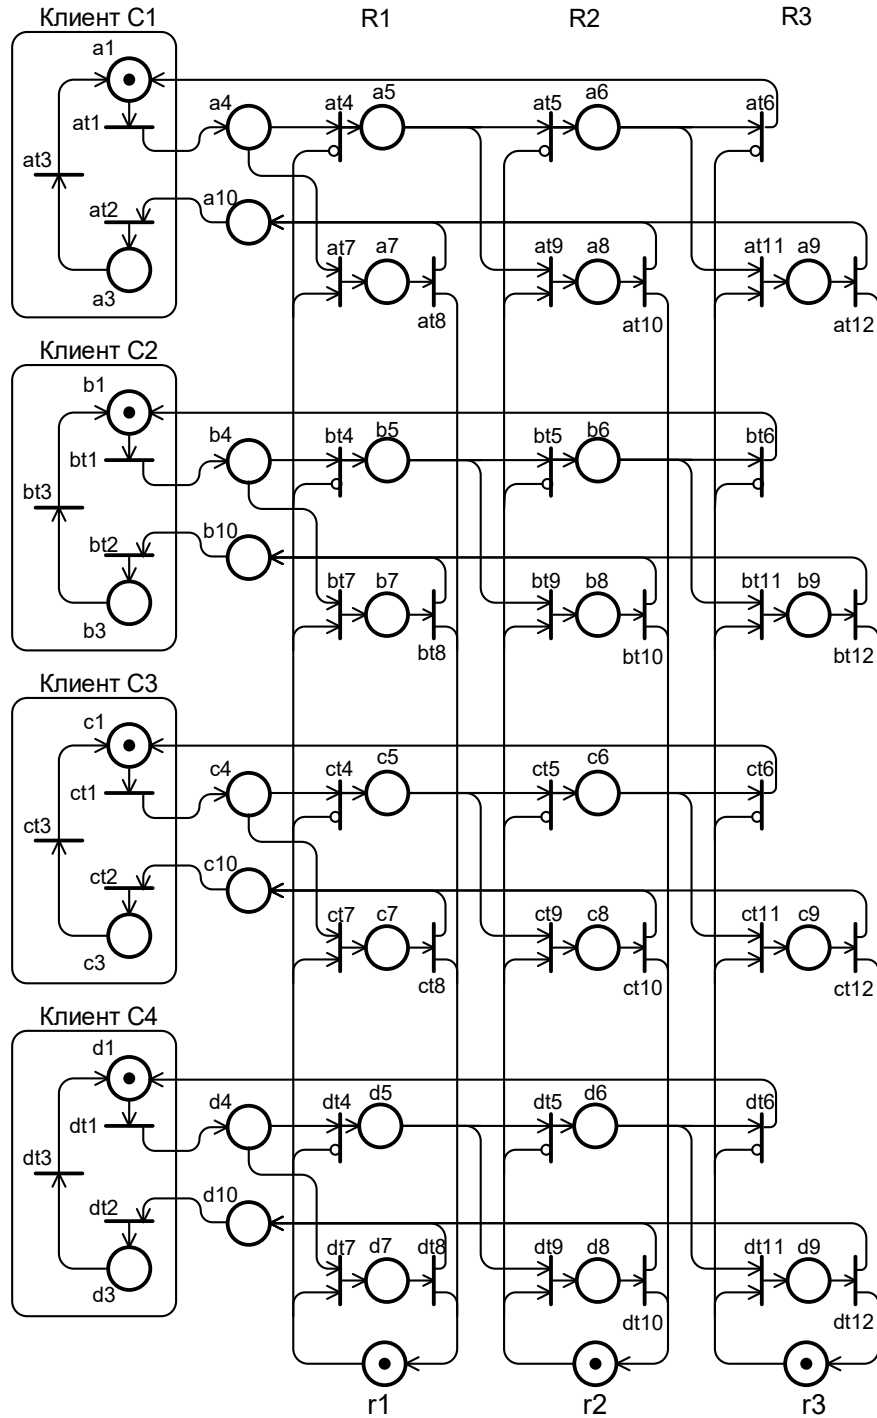 Клиент C1 R1 R2 R3
a1
a4 at4 a5 at5 a6 at6
at1
at3
at2 a10
at7 a7 at9 a8 at11 a9
a3
at8 at10 at12
Клиент C2
b1
b4 bt4 b5 bt5 b6 bt6
bt1
bt3
bt2 b10
bt7 b7 bt9 b8 bt11 b9
b3
bt8 bt10 bt12
Клиент C3
c1
c4 ct4 c5 ct5 c6 ct6
ct1
ct3
ct2 c10
ct7 c7 ct9 c8 ct11 c9
c3
ct8 ct10 ct12
Клиент C4
d1
d4 dt4 d5 dt5 d6 dt6
dt1
dt3
dt2 d10
dt7 d7 dt8 dt9 d8 dt11 d9
d3
dt10 dt12
r1 r2 r3